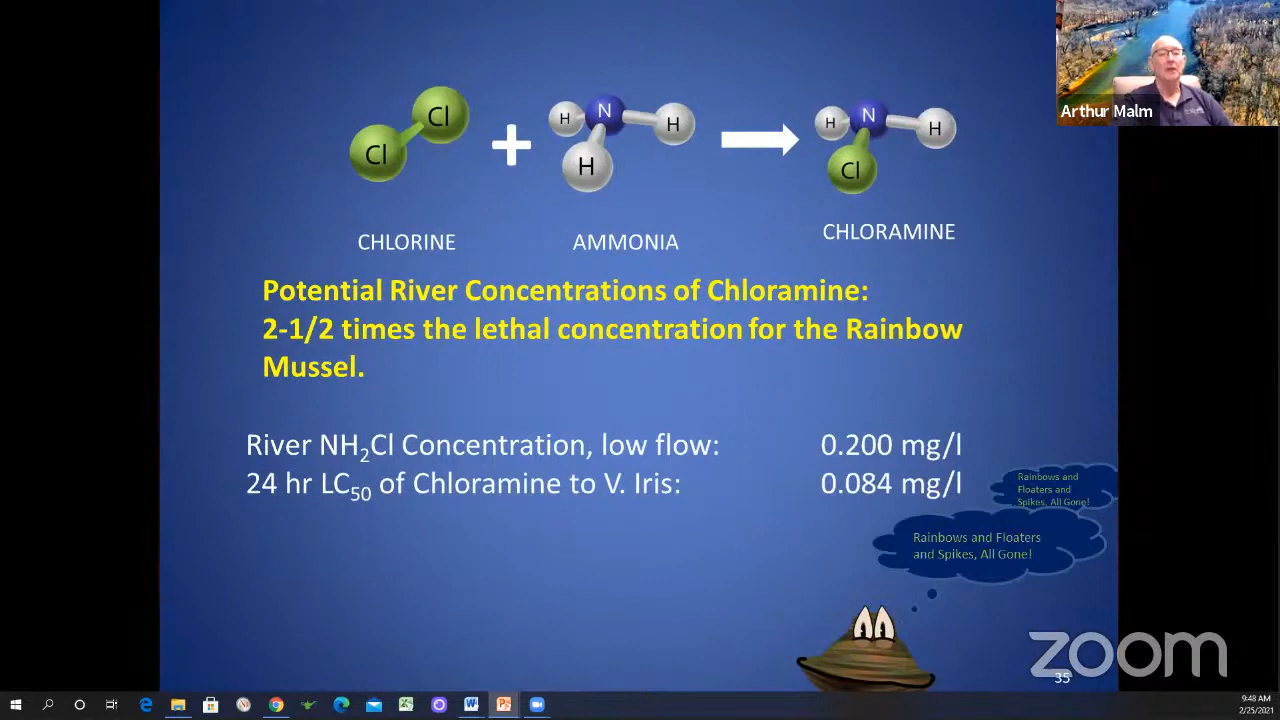 Cl
Cl
N
H
H
H
N
H
H
Cl
Arthur Malm
CHLORINE
AMMONIA
CHLORAMINE
Potential River Concentrations of Chloramine:
2-1/2 times the lethal concentration for the Rainbow
Mussel.
River NH₂Cl Concentration, low flow: 0.200 mg/l
24 hr LC₅₀ of Chloramine to V. Iris: 0.084 mg/l
Rainbows and
Floaters and
Spikes, All Gone!
Rainbows and Floaters
and Spikes, All Gone!
zoom
35
9:48 AM
2/25/2021